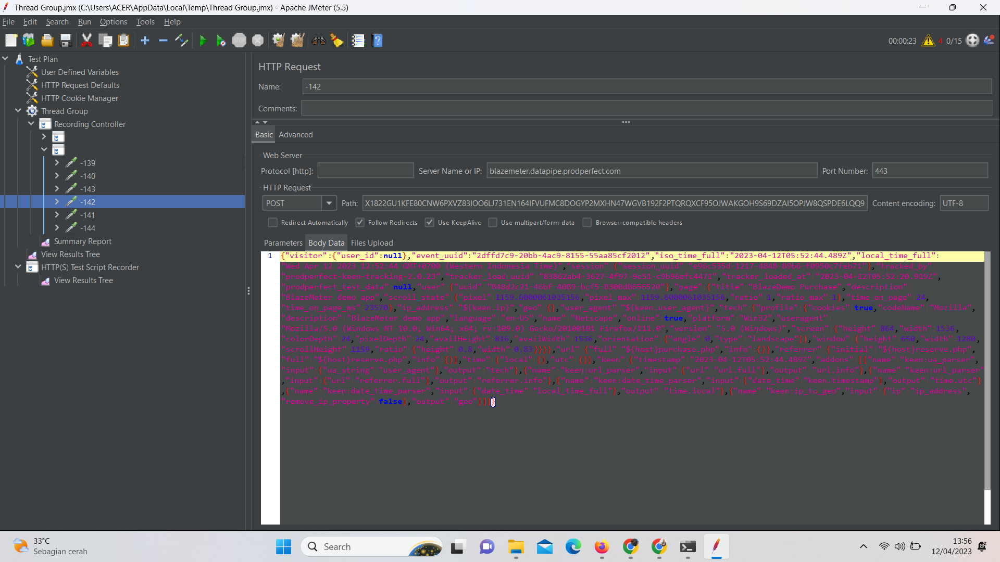 Thread Group.jmx (C:\Users\ACER\AppData\Local\Temp\Thread Group.jmx) - Apache JMeter (5.5)
File Edit Search Run Options Tools Help
00:00:23 4 0/15
Test Plan
User Defined Variables
HTTP Request Defaults
HTTP Cookie Manager
Thread Group
Recording Controller
-139
-140
-143
-142
-141
-144
Summary Report
View Results Tree
HTTP(S) Test Script Recorder
View Results Tree
HTTP Request
Name: -142
Comments:
Basic Advanced
Web Server
Protocol [http]: Server Name or IP: blazemeter.datapipe.prodperfect.com Port Number: 443
HTTP Request
POST Path: X1822GU1KFE80CNW6PXVZ83IOO6LJ731EN164IFVUFMC8DOGYP2MXHN47WGVB192F2PTQRQXCF95OJWAKGOH9S69DZAI5OPJW8QSPDE6LQQ9 Content encoding: UTF-8
Redirect Automatically Follow Redirects Use KeepAlive Use multipart/form-data Browser-compatible headers
Parameters Body Data Files Upload
1 {"visitor":{"user_id":null},"event_uuid":"2dffd7c9-20bb-4ac9-8155-55aa85cf2012","iso_time_full":"2023-04-12T05:52:44.489Z","local_time_full":
"Wed Apr 12 2023 12:52:44 GMT+0700 (Western Indonesia Time)","session":{"session_uuid":"e96c535d-1217-4848-89b6-f0950c7feb71"},"tracked_by":
"prodperfect-keen-tracking-2.0.23","tracker_load_uuid":"83862ab4-3627-4f97-9e51-c9b96efc4471","tracker_loaded_at":"2023-04-12T05:52:20.919Z",
"prodperfect_test_data":null,"user":{"uuid":"848d2c21-46bf-4089-bcf5-8300d8656520"},"page":{"title":"BlazeDemo Purchase","description":
"BlazeMeter demo app","scroll_state":{"pixel":1159.6000061035156,"pixel_max":1159.6000061035156,"ratio":1,"ratio_max":1},"time_on_page":24,
"time_on_page_ms":23570},"ip_address":"${keen.ip}","geo":{},"user_agent":"${keen.user_agent}","tech":{"profile":{"cookies":true,"codeName":"Mozilla",
"description":"BlazeMeter demo app","language":"en-US","name":"Netscape","online":true,"platform":"Win32","useragent":
"Mozilla/5.0 (Windows NT 10.0; Win64; x64; rv:109.0) Gecko/20100101 Firefox/111.0","version":"5.0 (Windows)","screen":{"height":864,"width":1536,
"colorDepth":24,"pixelDepth":24,"availHeight":816,"availWidth":1536,"orientation":{"angle":0,"type":"landscape"}},"window":{"height":650,"width":1280,
"scrollHeight":1159,"ratio":{"height":0.8,"width":0.83}}}},"url":{"full":"${host}purchase.php","info":{}},"referrer":{"initial":"${host}reserve.php",
"full":"${host}reserve.php","info":{}},"time":{"local":{},"utc":{}},"keen":{"timestamp":"2023-04-12T05:52:44.489Z","addons":[{"name":"keen:ua_parser",
"input":{"ua_string":"user_agent"},"output":"tech"},{"name":"keen:url_parser","input":{"url":"url.full"},"output":"url.info"},{"name":"keen:url_parser"
,"input":{"url":"referrer.full"},"output":"referrer.info"},{"name":"keen:date_time_parser","input":{"date_time":"keen.timestamp"},"output":"time.utc"}
,{"name":"keen:date_time_parser","input":{"date_time":"local_time_full"},"output":"time.local"},{"name":"keen:ip_to_geo","input":{"ip":"ip_address",
"remove_ip_property":false},"output":"geo"}]}}
33°C
Sebagian cerah
Search
13:56
12/04/2023